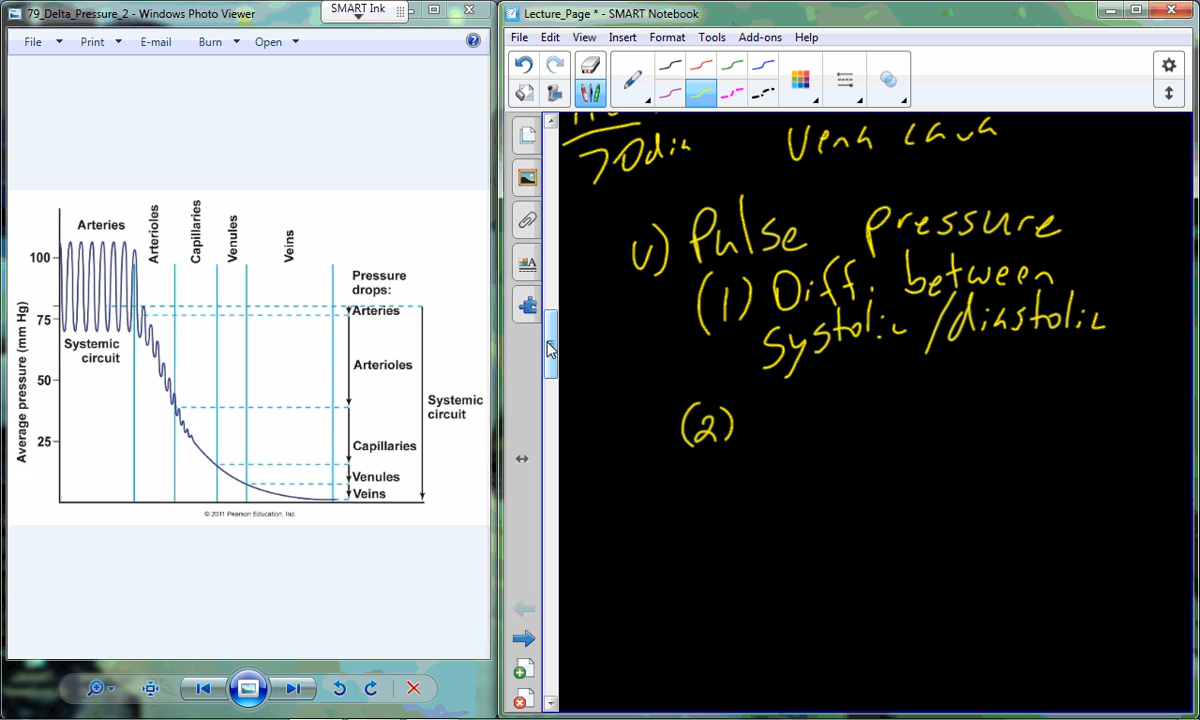 79_Delta_Pressure_2 - Windows Photo Viewer
SMART Ink
File Print E-mail Burn Open
Arteries
Arterioles
Capillaries
Venules
Veins
100
75
50
25
Average pressure (mm Hg)
Systemic
circuit
Pressure
drops:
Arteries
Arterioles
Capillaries
Venules
Veins
Systemic
circuit
© 2011 Pearson Education, Inc.
Lecture_Page * - SMART Notebook
File Edit View Insert Format Tools Add-ons Help
70dia
Vena cava
v) Pulse pressure
(1) Diff. between
systolic/diastolic
(2)